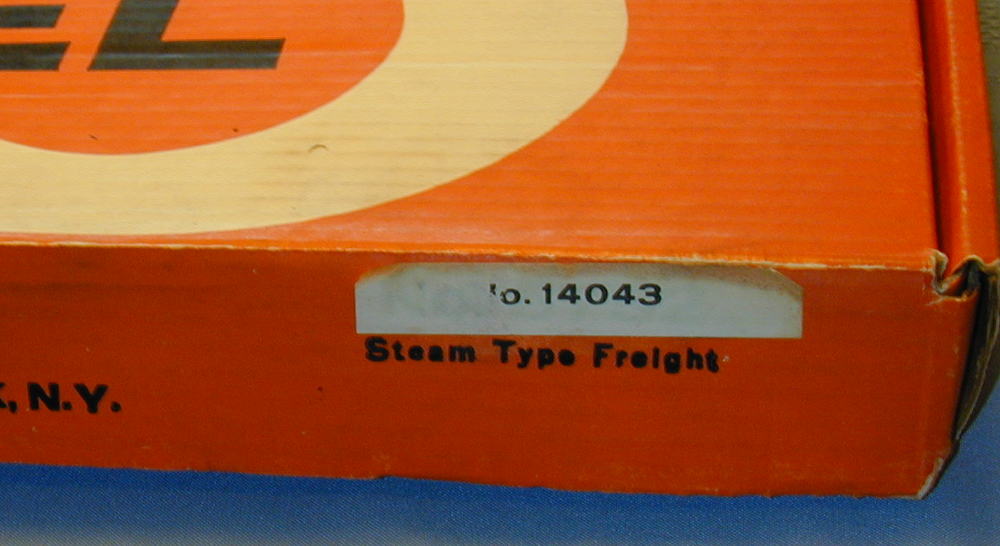 EL
o. 14043
Steam Type Freight
, N.Y.